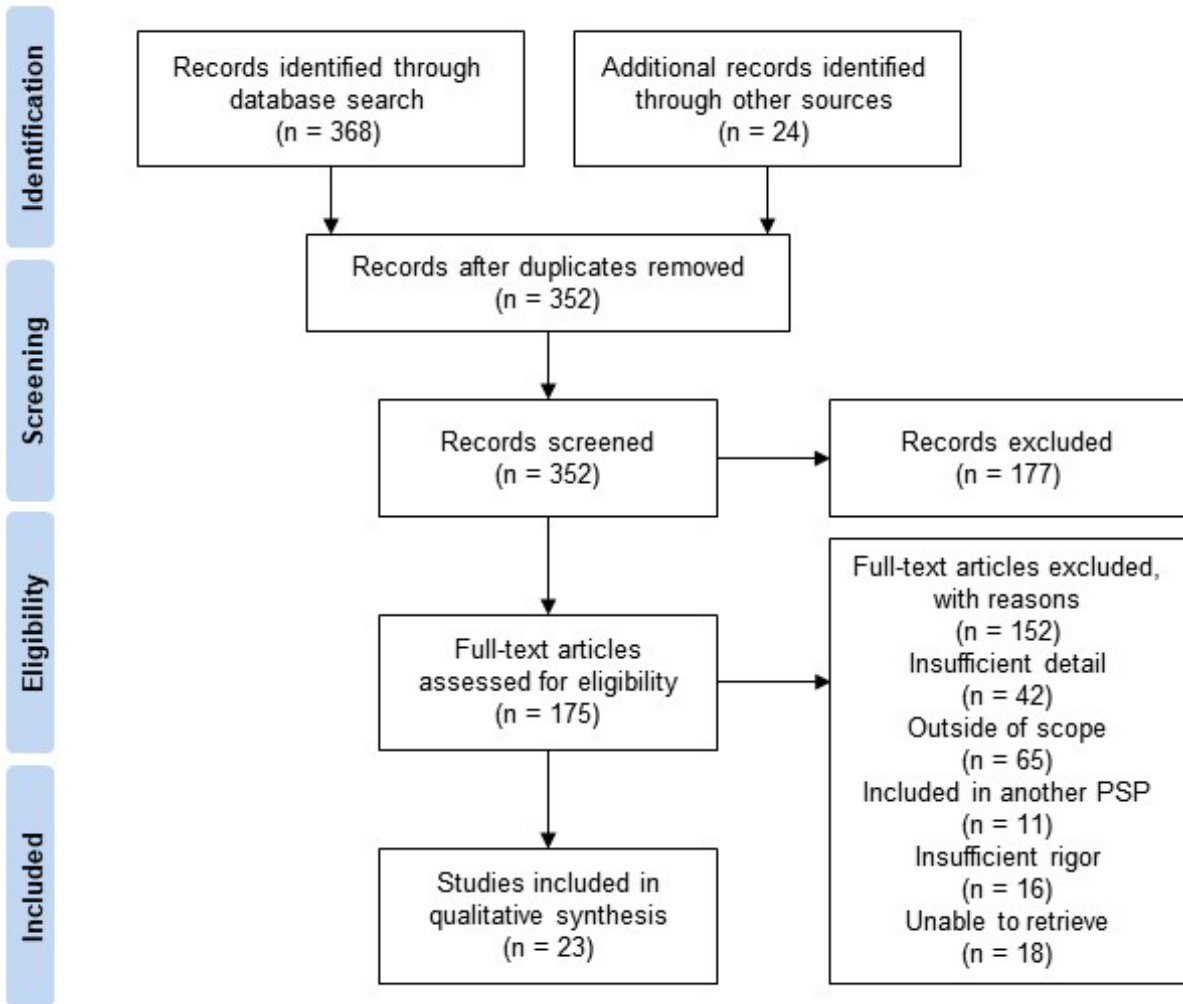 Identification
Records identified through
database search
(n = 368)
Additional records identified
through other sources
(n = 24)
Records after duplicates removed
(n = 352)
Screening
Records screened
(n = 352)
Records excluded
(n = 177)
Eligibility
Full-text articles
assessed for eligibility
(n = 175)
Full-text articles excluded,
with reasons
(n = 152)
Insufficient detail
(n = 42)
Outside of scope
(n = 65)
Included in another PSP
(n = 11)
Insufficient rigor
(n = 16)
Unable to retrieve
(n = 18)
Included
Studies included in
qualitative synthesis
(n = 23)